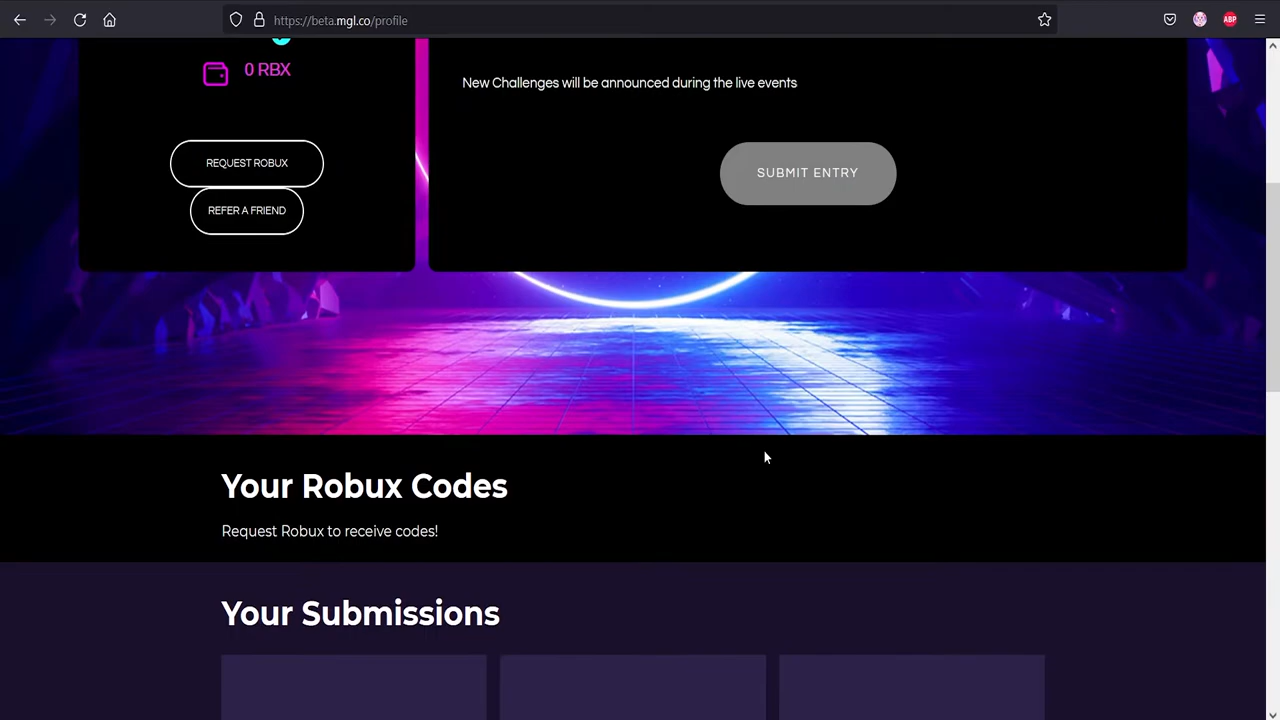 https://beta.mgl.co/profile
ABP
0 RBX
New Challenges will be announced during the live events
REQUEST ROBUX
SUBMIT ENTRY
REFER A FRIEND
Your Robux Codes
Request Robux to receive codes!
Your Submissions